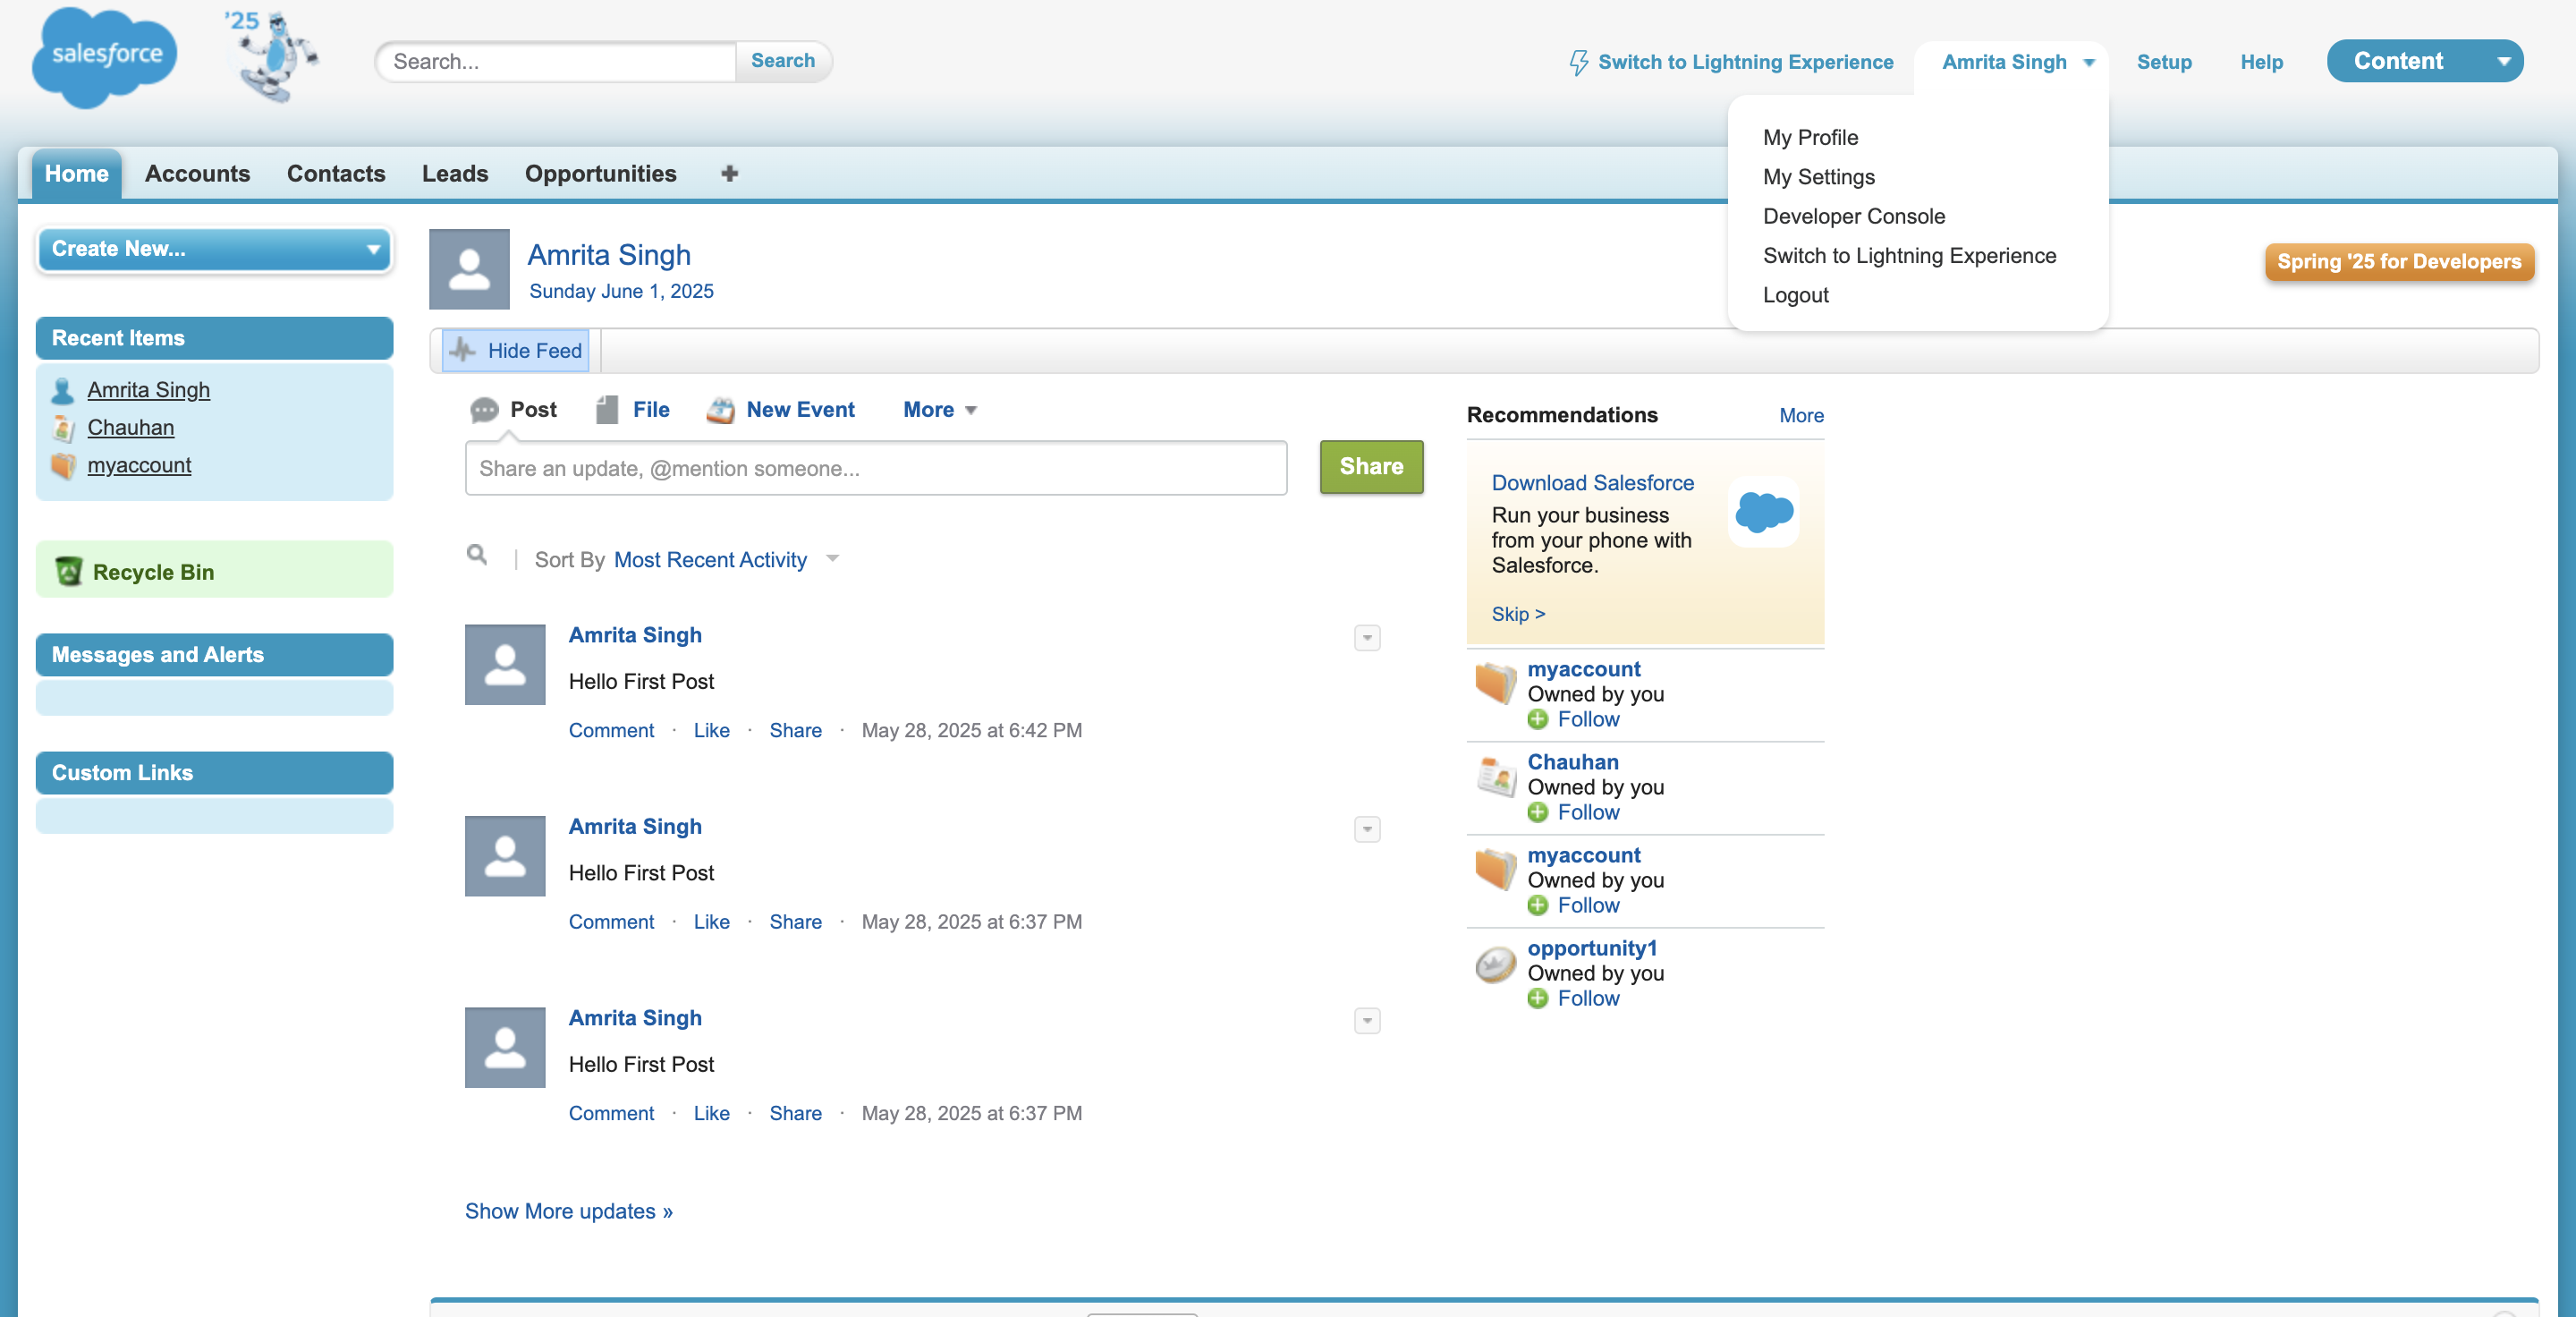 salesforce
'25
Search...
Search
Switch to Lightning Experience
Amrita Singh
Setup
Help
Content
My Profile
My Settings
Developer Console
Switch to Lightning Experience
Logout
Home
Accounts
Contacts
Leads
Opportunities
Create New...
Recent Items
Amrita Singh
Chauhan
myaccount
Recycle Bin
Messages and Alerts
Custom Links
Amrita Singh
Sunday June 1, 2025
Spring '25 for Developers
Hide Feed
Post
File
New Event
More
Share an update, @mention someone...
Share
Sort By Most Recent Activity
Amrita Singh
Hello First Post
Comment · Like · Share · May 28, 2025 at 6:42 PM
Amrita Singh
Hello First Post
Comment · Like · Share · May 28, 2025 at 6:37 PM
Amrita Singh
Hello First Post
Comment · Like · Share · May 28, 2025 at 6:37 PM
Show More updates »
Recommendations
More
Download Salesforce
Run your business
from your phone with
Salesforce.
Skip >
myaccount
Owned by you
Follow
Chauhan
Owned by you
Follow
myaccount
Owned by you
Follow
opportunity1
Owned by you
Follow